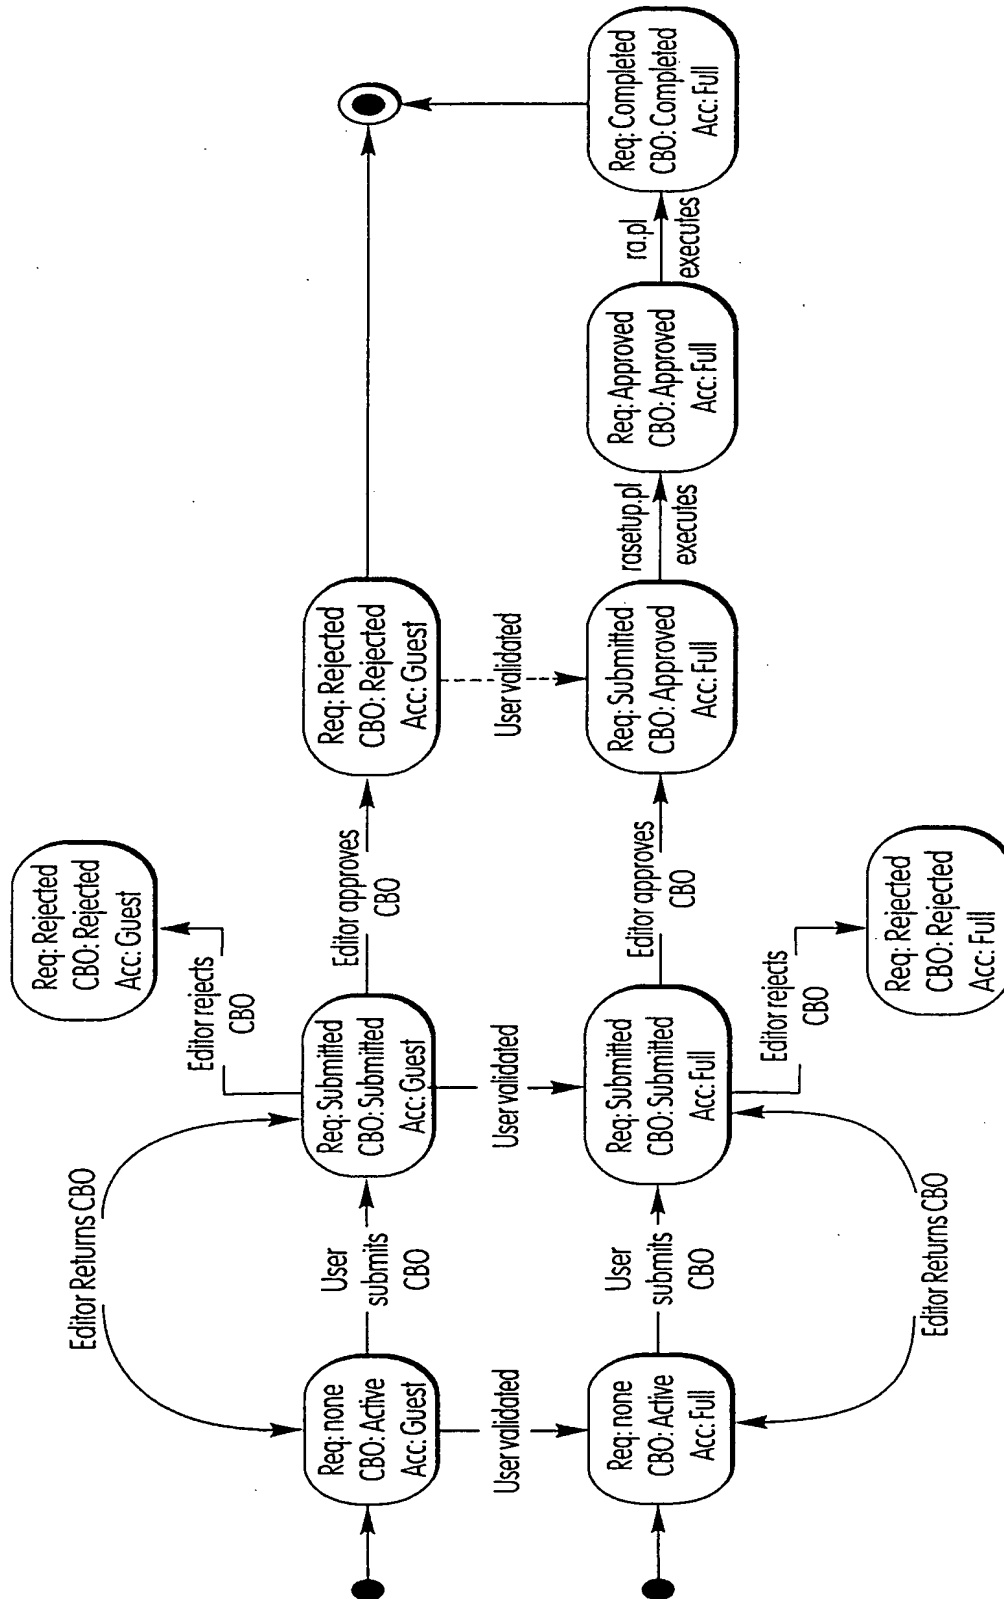 Req: Rejected
CBO: Rejected
Acc: Guest
Editor rejects
CBO
Editor Returns CBO
Req: none
CBO: Active
Acc: Guest
User
submits
CBO
Req: Submitted
CBO: Submitted
Acc: Guest
Editor approves
CBO
Req: Rejected
CBO: Rejected
Acc: Guest
User validated
User validated
User validated
Req: none
CBO: Active
Acc: Full
User
submits
CBO
Req: Submitted
CBO: Submitted
Acc: Full
Editor approves
CBO
Req: Submitted
CBO: Approved
Acc: Full
rasetup.pl
executes
Req: Approved
CBO: Approved
Acc: Full
ra.pl
executes
Req: Completed
CBO: Completed
Acc: Full
Editor Returns CBO
Editor rejects
CBO
Req: Rejected
CBO: Rejected
Acc: Full